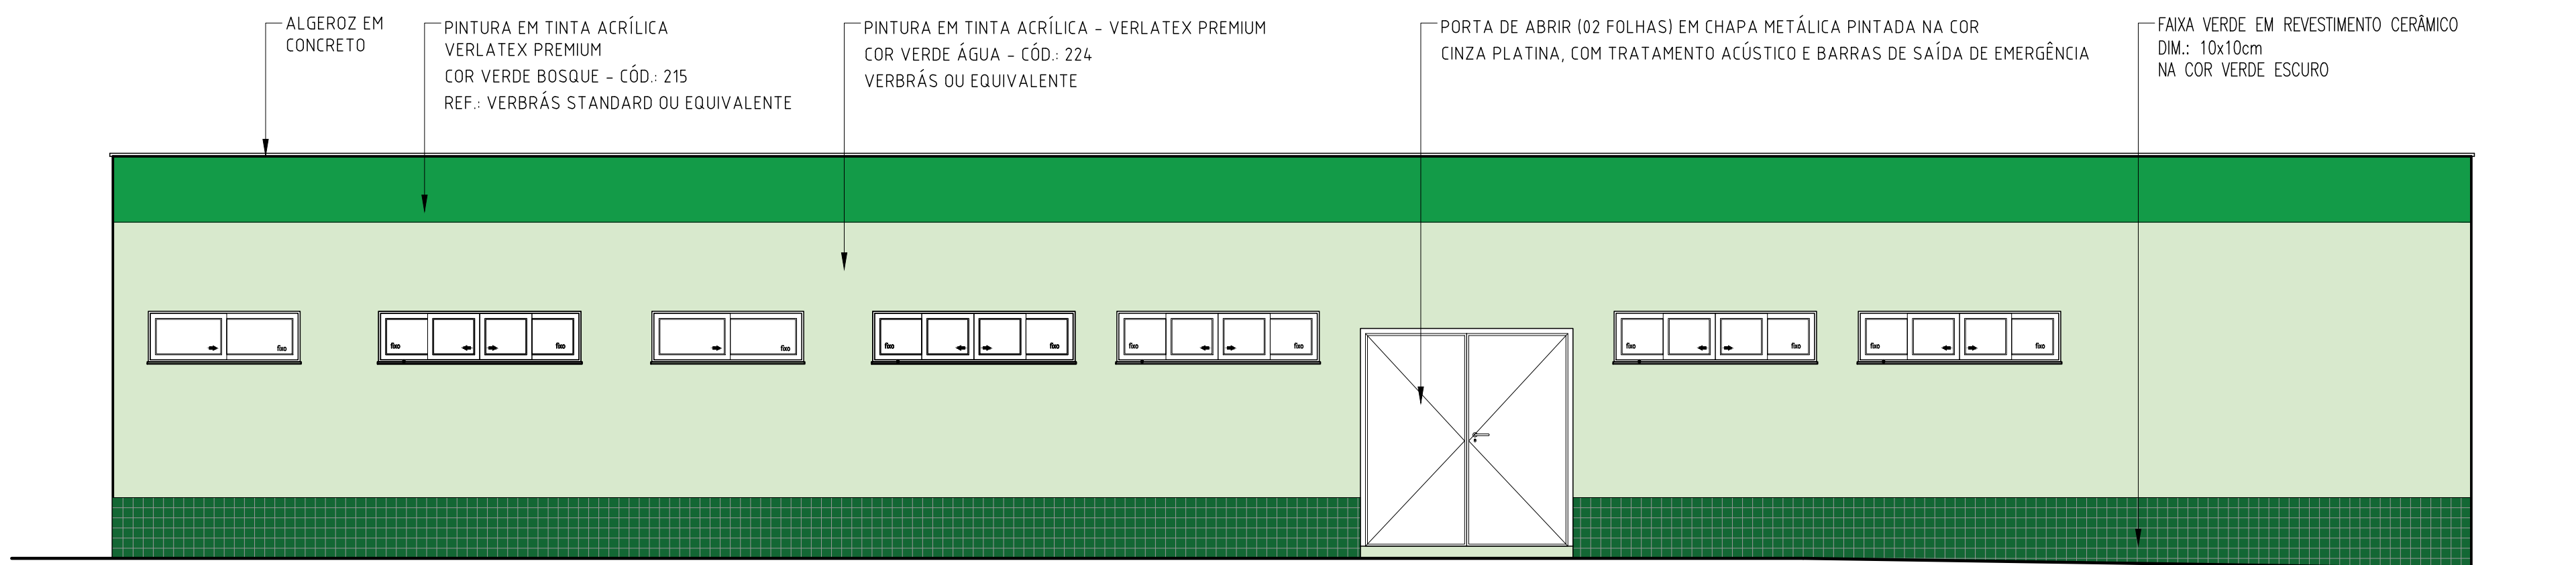 ALGEROZ EM
CONCRETO
PINTURA EM TINTA ACRÍLICA
VERLATEX PREMIUM
COR VERDE BOSQUE - CÓD.: 215
REF.: VERBRÁS STANDARD OU EQUIVALENTE
PINTURA EM TINTA ACRÍLICA - VERLATEX PREMIUM
COR VERDE ÁGUA - CÓD.: 224
VERBRÁS OU EQUIVALENTE
PORTA DE ABRIR (02 FOLHAS) EM CHAPA METÁLICA PINTADA NA COR
CINZA PLATINA, COM TRATAMENTO ACÚSTICO E BARRAS DE SAÍDA DE EMERGÊNCIA
FAIXA VERDE EM REVESTIMENTO CERÂMICO
DIM.: 10x10cm
NA COR VERDE ESCURO
fixo
fixo
fixo
fixo
fixo
fixo
fixo
fixo
fixo
fixo
fixo
fixo